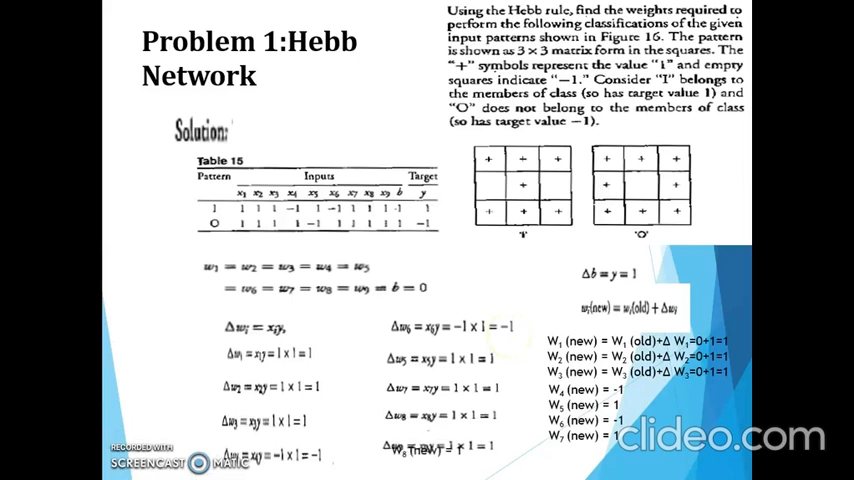 Problem 1:Hebb
Network
Using the Hebb rule, find the weights required to
perform the following classifications of the given
input patterns shown in Figure 16. The pattern
is shown as 3 × 3 matrix form in the squares. The
"+" symbols represent the value "1" and empty
squares indicate "−1." Consider "I" belongs to
the members of class (so has target value 1) and
"O" does not belong to the members of class
(so has target value −1).
Solution:
Table 15
Pattern Inputs Target
x1 x2 x3 x4 x5 x6 x7 x8 x9 b y
I 1 1 1 −1 1 −1 1 1 1 -1 1
O 1 1 1 1 −1 1 1 1 1 1 −1
+ + +
+
+ + +
'I'
+ + +
+ +
+ + +
'O'
w1 = w2 = w3 = w4 = w5
= w6 = w7 = w8 = w9 = b = 0
Δwi = xiy,
Δw1 = x1y = 1 × 1 = 1
Δw2 = x2y = 1 × 1 = 1
Δw3 = x3y = 1 × 1 = 1
Δw4 = x4y = −1 × 1 = −1
Δw6 = x6y = −1 × 1 = −1
Δw5 = x5y = 1 × 1 = 1
Δw7 = x7y = 1 × 1 = 1
Δw8 = x8y = 1 × 1 = 1
Δw9 = x9y = 1 × 1 = 1
W8 (new) = 1
Δb = y = 1
wi(new) = wi(old) + Δwi
W1 (new) = W1 (old)+Δ W1=0+1=1
W2 (new) = W2 (old)+Δ W2=0+1=1
W3 (new) = W3 (old)+Δ W3=0+1=1
W4 (new) = -1
W5 (new) = 1
W6 (new) = -1
W7 (new) = 1
clideo.com
RECORDED WITH
SCREENCAST MATIC